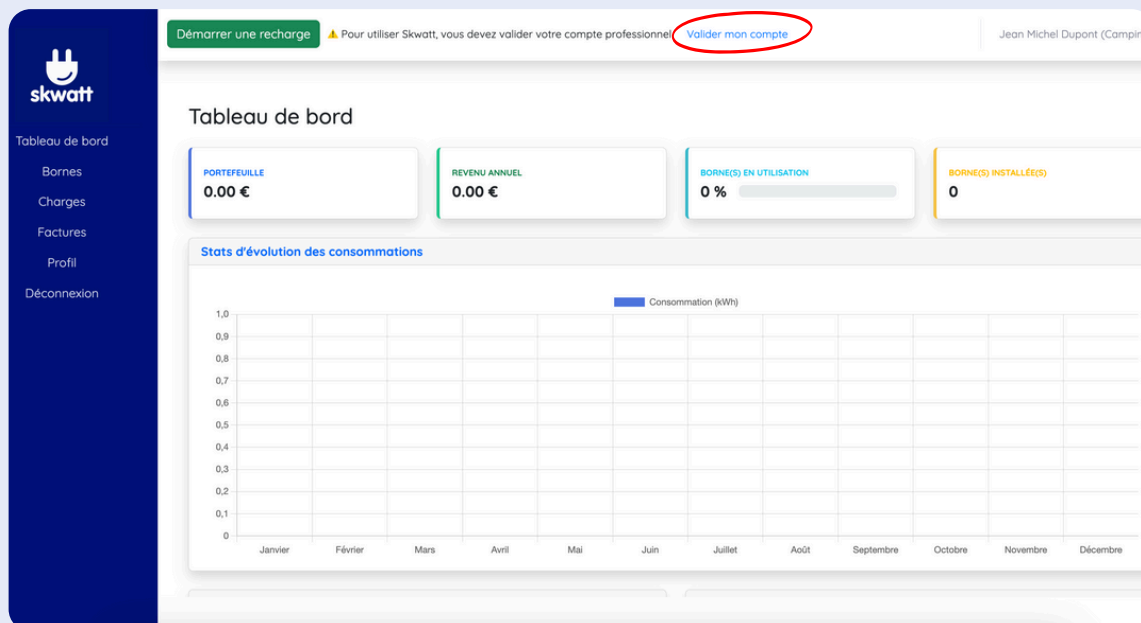 skwatt
Tableau de bord
Bornes
Charges
Factures
Profil
Déconnexion
Démarrer une recharge
Pour utiliser Skwatt, vous devez valider votre compte professionnel
Valider mon compte
Jean Michel Dupont (Campin
Tableau de bord
PORTEFEUILLE
0.00 €
REVENU ANNUEL
0.00 €
BORNE(S) EN UTILISATION
0 %
BORNE(S) INSTALLÉE(S)
0
Stats d'évolution des consommations
Consommation (kWh)
1,0
0,9
0,8
0,7
0,6
0,5
0,4
0,3
0,2
0,1
0
Janvier Février Mars Avril Mai Juin Juillet Août Septembre Octobre Novembre Décembre